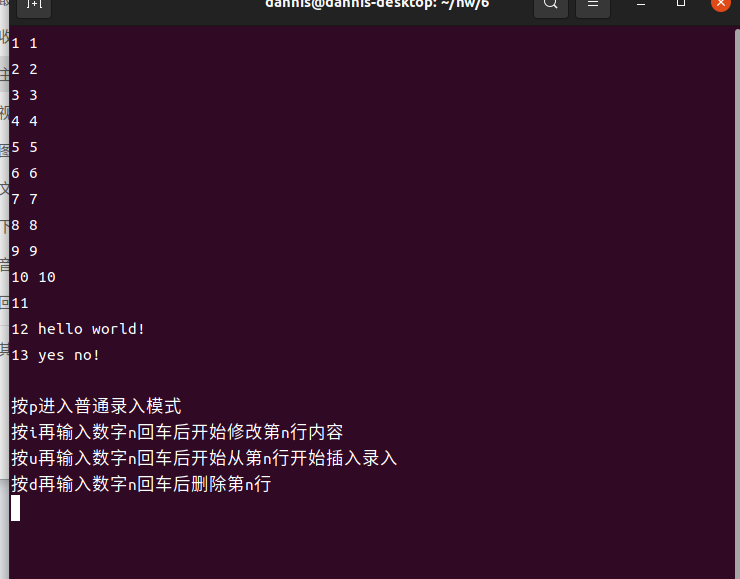 dannis@dannis-desktop: ~/hw/6
1 1
2 2
3 3
4 4
5 5
6 6
7 7
8 8
9 9
10 10
11
12 hello world!
13 yes no!
按p进入普通录入模式
按i再输入数字n回车后开始修改第n行内容
按u再输入数字n回车后开始从第n行开始插入录入
按d再输入数字n回车后删除第n行